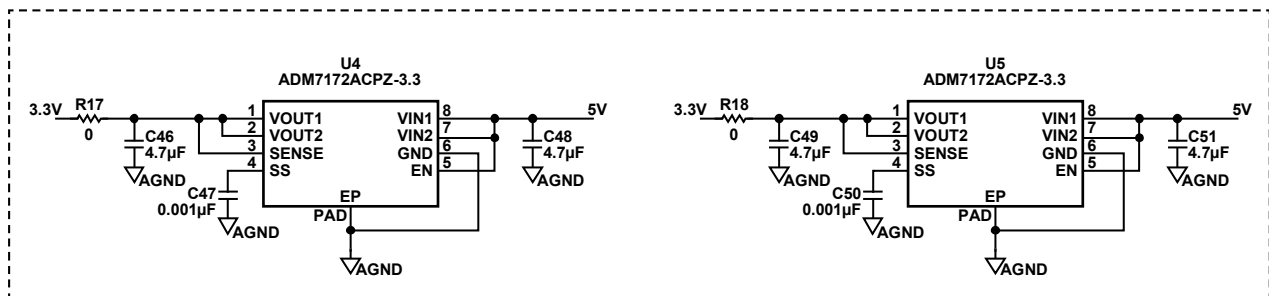 U4
ADM7172ACPZ-3.3
3.3V
R17
0
C46
4.7µF
AGND
C47
0.001µF
AGND
1
2
3
4
VOUT1
VOUT2
SENSE
SS
VIN1
VIN2
GND
EN
8
7
6
5
EP
PAD
AGND
5V
C48
4.7µF
AGND
U5
ADM7172ACPZ-3.3
3.3V
R18
0
C49
4.7µF
AGND
C50
0.001µF
AGND
1
2
3
4
VOUT1
VOUT2
SENSE
SS
VIN1
VIN2
GND
EN
8
7
6
5
EP
PAD
AGND
5V
C51
4.7µF
AGND